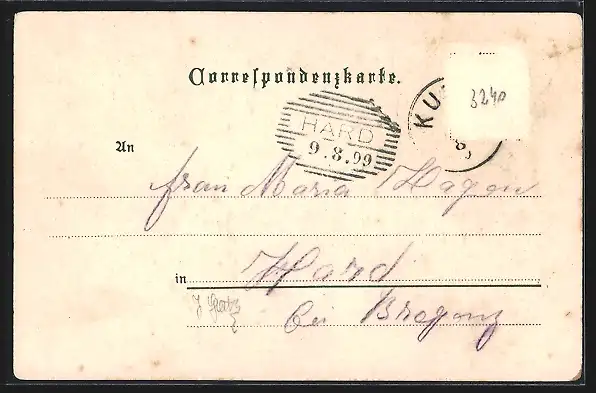 Correspondenzkarte.
HARD
9.8.99
KU
3240
An
Frau Maria Hagen
in
Hard
bei Bregenz